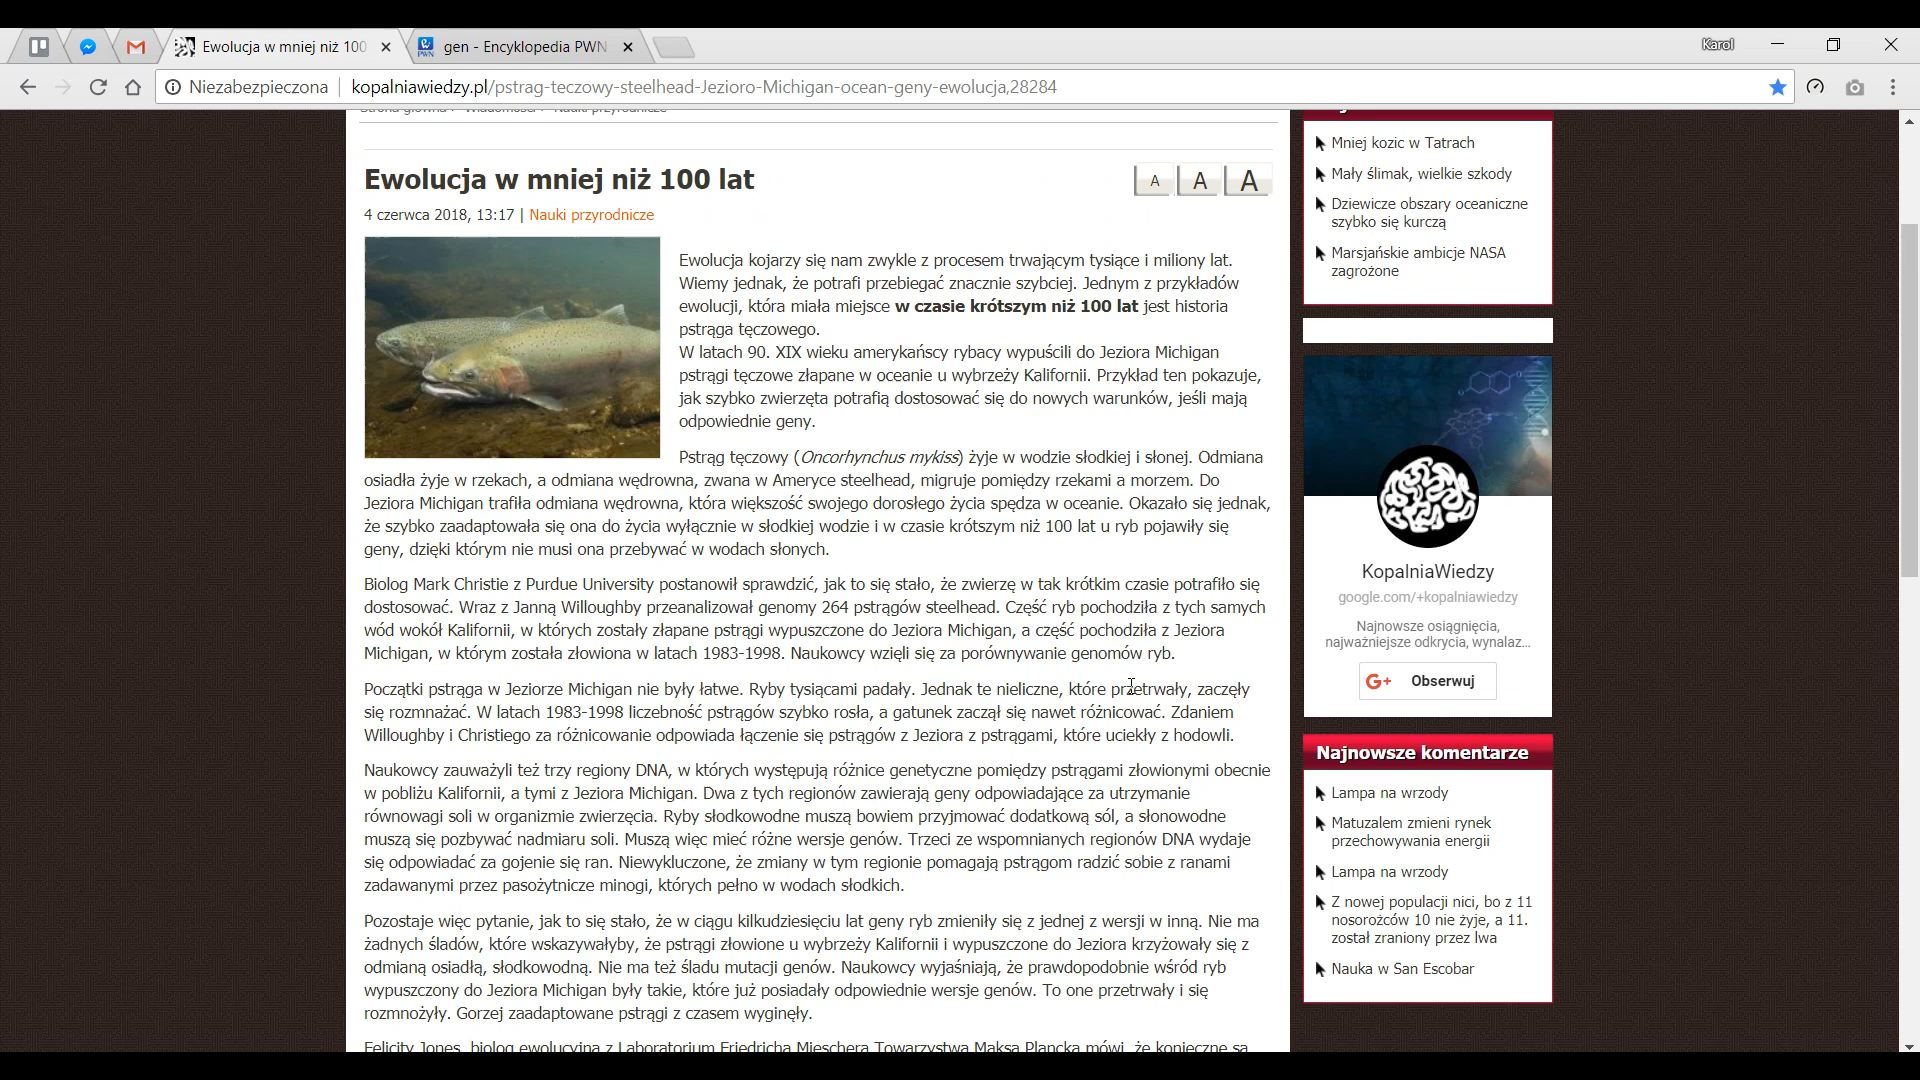 Ewolucja w mniej niż 100
gen - Encyklopedia PWN
Karol
Niezabezpieczona
kopalniawiedzy.pl/pstrag-teczowy-steelhead-Jezioro-Michigan-ocean-geny-ewolucja,28284
Ewolucja w mniej niż 100 lat
A A A
4 czerwca 2018, 13:17 | Nauki przyrodnicze
Ewolucja kojarzy się nam zwykle z procesem trwającym tysiące i miliony lat.
Wiemy jednak, że potrafi przebiegać znacznie szybciej. Jednym z przykładów
ewolucji, która miała miejsce w czasie krótszym niż 100 lat jest historia
pstrąga tęczowego.
W latach 90. XIX wieku amerykańscy rybacy wypuścili do Jeziora Michigan
pstrągi tęczowe złapane w oceanie u wybrzeży Kalifornii. Przykład ten pokazuje,
jak szybko zwierzęta potrafią dostosować się do nowych warunków, jeśli mają
odpowiednie geny.
Pstrąg tęczowy (Oncorhynchus mykiss) żyje w wodzie słodkiej i słonej. Odmiana
osiadła żyje w rzekach, a odmiana wędrowna, zwana w Ameryce steelhead, migruje pomiędzy rzekami a morzem. Do
Jeziora Michigan trafiła odmiana wędrowna, która większość swojego dorosłego życia spędza w oceanie. Okazało się jednak,
że szybko zaadaptowała się ona do życia wyłącznie w słodkiej wodzie i w czasie krótszym niż 100 lat u ryb pojawiły się
geny, dzięki którym nie musi ona przebywać w wodach słonych.
Biolog Mark Christie z Purdue University postanowił sprawdzić, jak to się stało, że zwierzę w tak krótkim czasie potrafiło się
dostosować. Wraz z Janną Willoughby przeanalizował genomy 264 pstrągów steelhead. Część ryb pochodziła z tych samych
wód wokół Kalifornii, w których zostały złapane pstrągi wypuszczone do Jeziora Michigan, a część pochodziła z Jeziora
Michigan, w którym została złowiona w latach 1983-1998. Naukowcy wzięli się za porównywanie genomów ryb.
Początki pstrąga w Jeziorze Michigan nie były łatwe. Ryby tysiącami padały. Jednak te nieliczne, które przetrwały, zaczęły
się rozmnażać. W latach 1983-1998 liczebność pstrągów szybko rosła, a gatunek zaczął się nawet różnicować. Zdaniem
Willoughby i Christiego za różnicowanie odpowiada łączenie się pstrągów z Jeziora z pstrągami, które uciekły z hodowli.
Naukowcy zauważyli też trzy regiony DNA, w których występują różnice genetyczne pomiędzy pstrągami złowionymi obecnie
w pobliżu Kalifornii, a tymi z Jeziora Michigan. Dwa z tych regionów zawierają geny odpowiadające za utrzymanie
równowagi soli w organizmie zwierzęcia. Ryby słodkowodne muszą bowiem przyjmować dodatkową sól, a słonowodne
muszą się pozbywać nadmiaru soli. Muszą więc mieć różne wersje genów. Trzeci ze wspomnianych regionów DNA wydaje
się odpowiadać za gojenie się ran. Niewykluczone, że zmiany w tym regionie pomagają pstrągom radzić sobie z ranami
zadawanymi przez pasożytnicze minogi, których pełno w wodach słodkich.
Pozostaje więc pytanie, jak to się stało, że w ciągu kilkudziesięciu lat geny ryb zmieniły się z jednej z wersji w inną. Nie ma
żadnych śladów, które wskazywałyby, że pstrągi złowione u wybrzeży Kalifornii i wypuszczone do Jeziora krzyżowały się z
odmianą osiadłą, słodkowodną. Nie ma też śladu mutacji genów. Naukowcy wyjaśniają, że prawdopodobnie wśród ryb
wypuszczony do Jeziora Michigan były takie, które już posiadały odpowiednie wersje genów. To one przetrwały i się
rozmnożyły. Gorzej zaadaptowane pstrągi z czasem wyginęły.
Felicity Jones, biolog ewolucyjna z Laboratorium Friedricha Mieschera Towarzystwa Maksa Plancka mówi, że konieczne są
Mniej kozic w Tatrach
Mały ślimak, wielkie szkody
Dziewicze obszary oceaniczne
szybko się kurczą
Marsjańskie ambicje NASA
zagrożone
KopalniaWiedzy
google.com/+kopalniawiedzy
Najnowsze osiągnięcia,
najważniejsze odkrycia, wynalaz...
G+ Obserwuj
Najnowsze komentarze
Lampa na wrzody
Matuzalem zmieni rynek
przechowywania energii
Lampa na wrzody
Z nowej populacji nici, bo z 11
nosorożców 10 nie żyje, a 11.
został zraniony przez lwa
Nauka w San Escobar